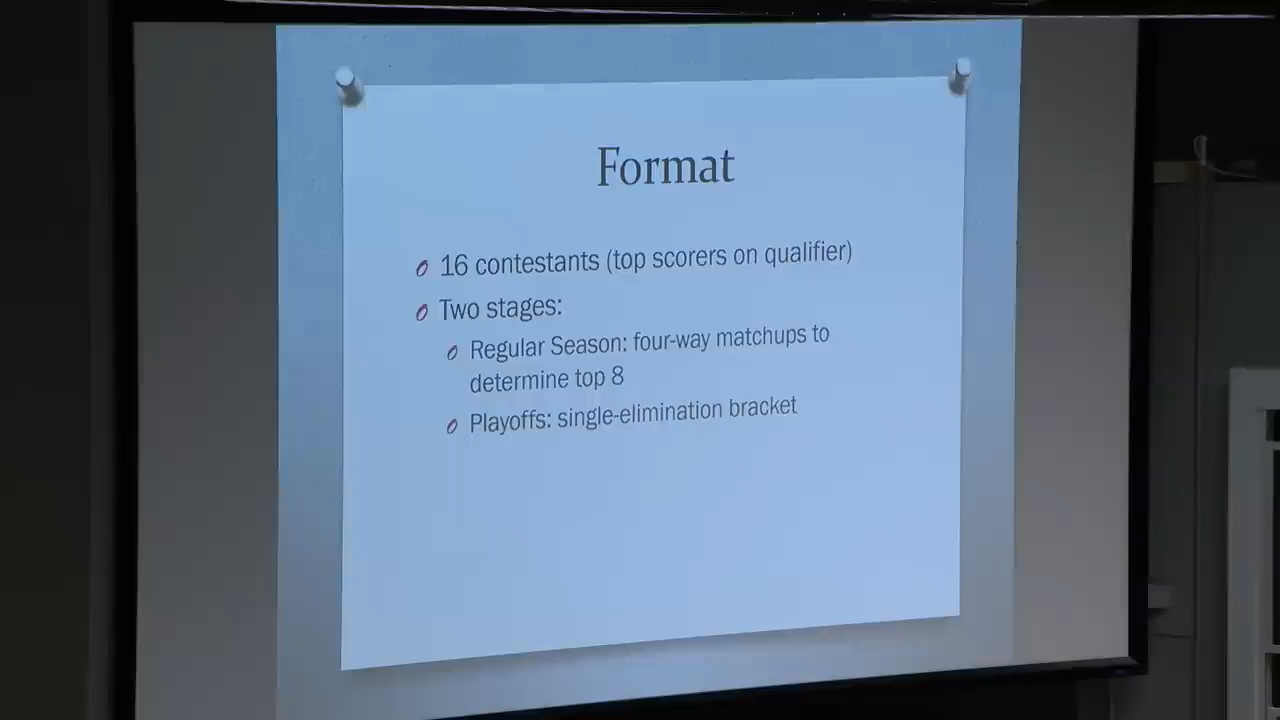 Format
16 contestants (top scorers on qualifier)
Two stages:
Regular Season: four-way matchups to
determine top 8
Playoffs: single-elimination bracket